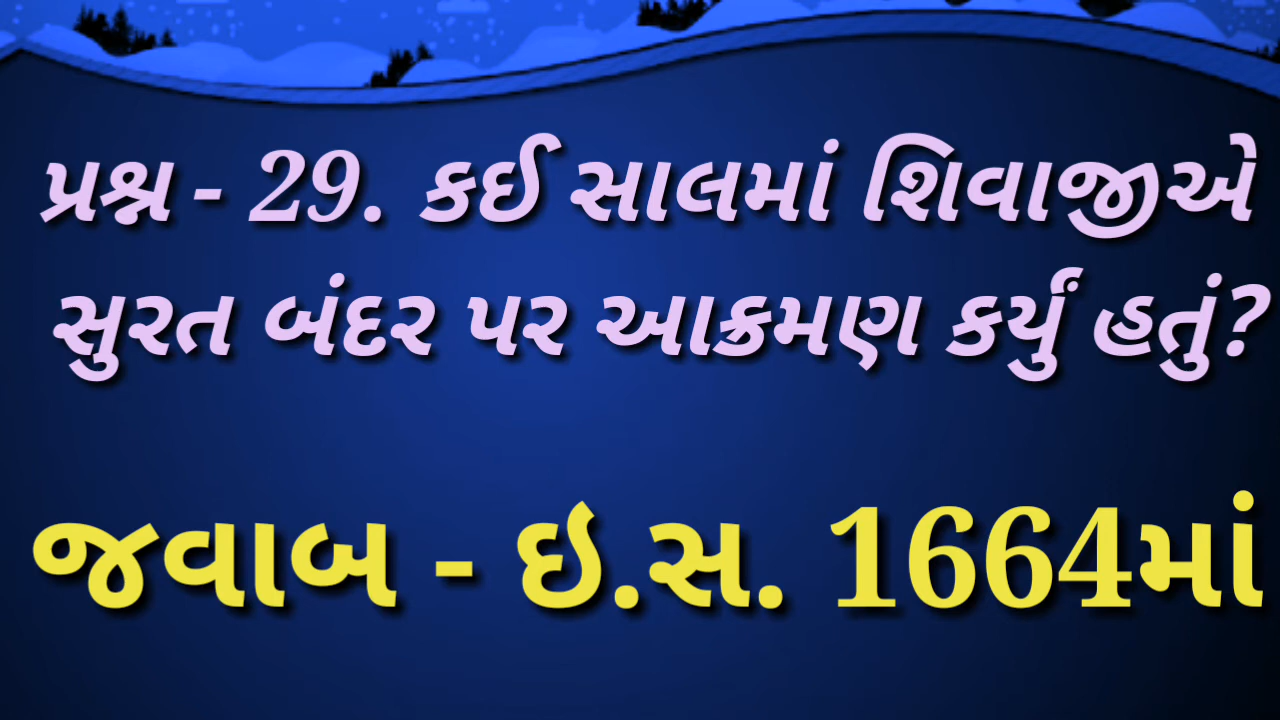 પ્રશ્ન - 29. કઈ સાલમાં શિવાજીએ
સુરત બંદર પર આક્રમણ કર્યું હતું?
જવાબ - ઇ.સ. 1664માં